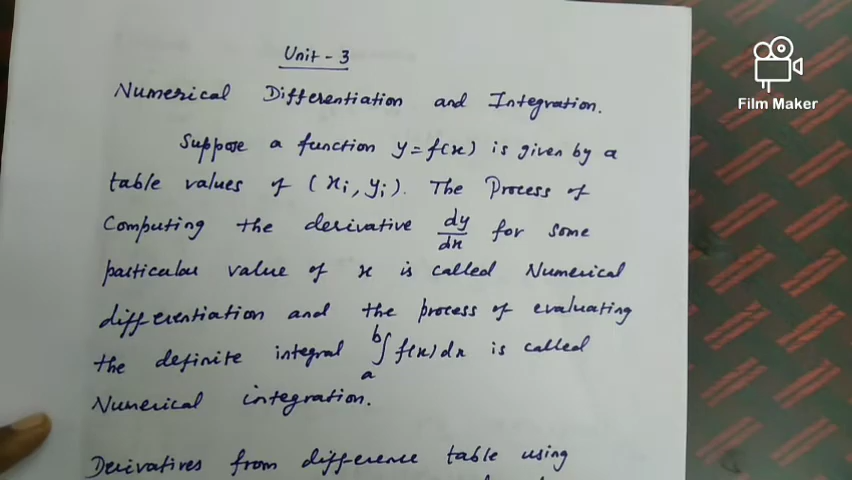 Unit - 3
Film Maker
Numerical Differentiation and Integration.
Suppose a function y = f(x) is given by a
table values of (xi, yi). The Process of
Computing the derivative dy/dx for some
particular value of x is called Numerical
differentiation and the process of evaluating
the definite integral ∫ₐᵇ f(x) dx is called
Numerical integration.
Derivatives from difference table using